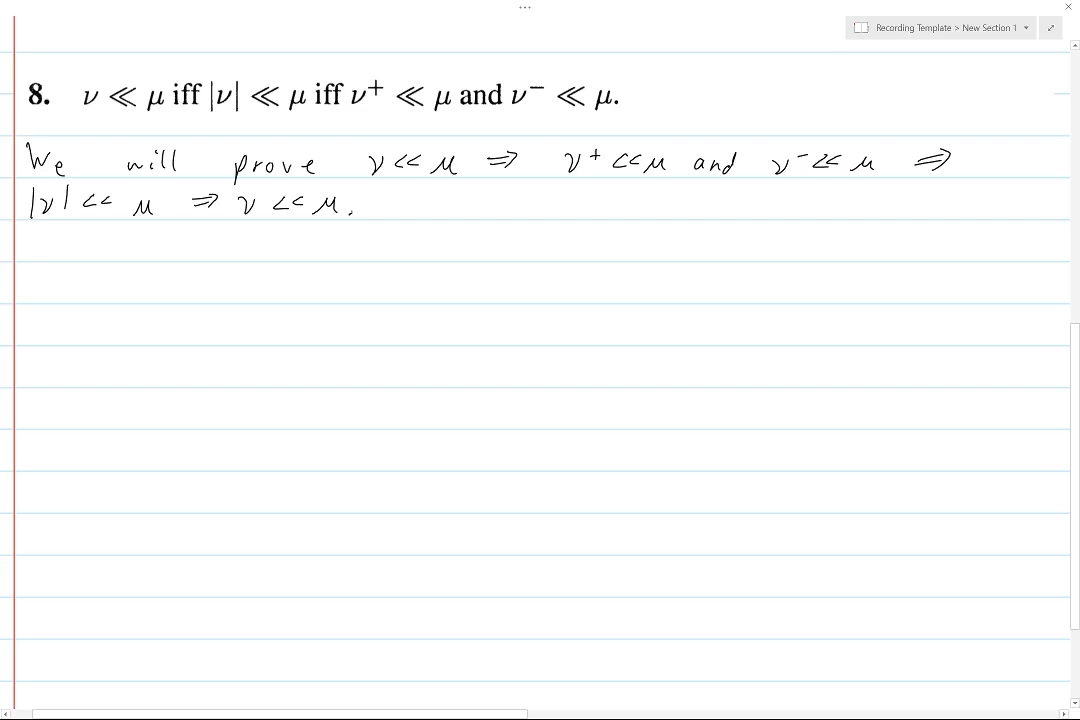 Recording Template > New Section 1
8. ν ≪ μ iff |ν| ≪ μ iff ν⁺ ≪ μ and ν⁻ ≪ μ.
We will prove ν << μ ⇒ ν⁺ << μ and ν⁻ << μ ⇒
|ν| << μ ⇒ ν << μ.